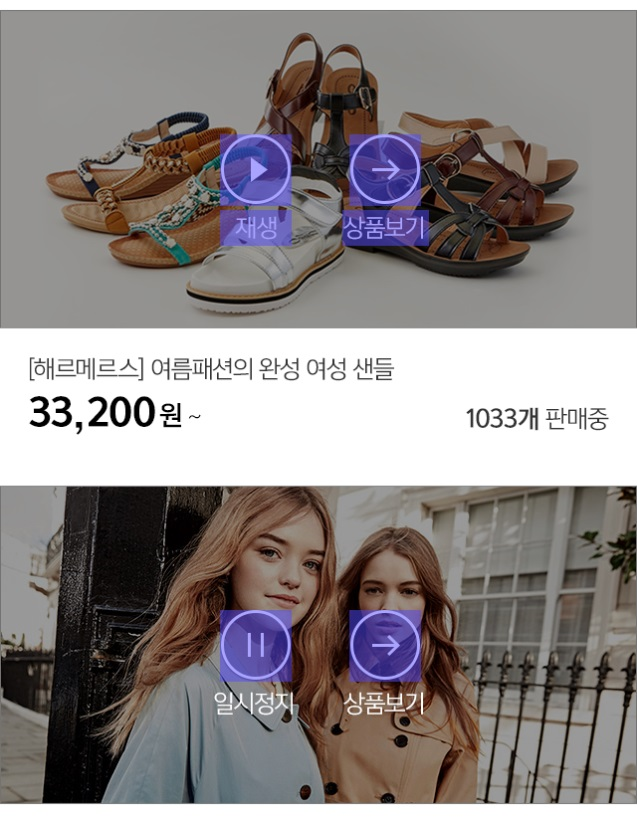 재생
상품보기
[해르메르스] 여름패션의 완성 여성 샌들
33,200원~
1033개 판매중
일시정지
상품보기